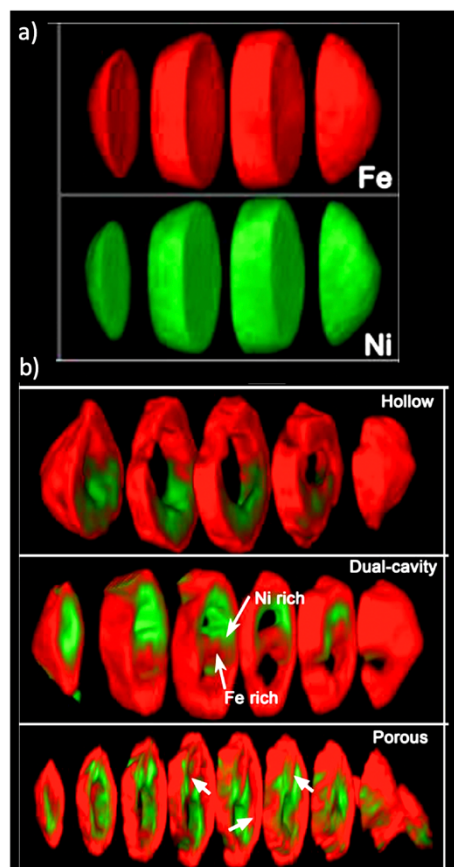 a)
Fe
Ni
b)
Hollow
Dual-cavity
Ni rich
Fe rich
Porous